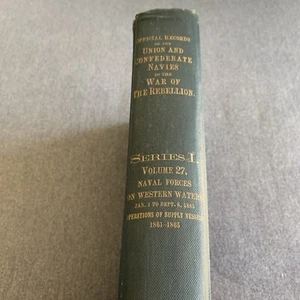 OFFICIAL RECORDS
OF THE
UNION AND
CONFEDERATE
NAVIES
IN THE
WAR OF
THE REBELLION.
SERIES I.
VOLUME 27,
NAVAL FORCES
ON WESTERN WATERS
JAN. 1 TO SEPT. 6, 1865
OPERATIONS OF SUPPLY VESSELS
1861-1865